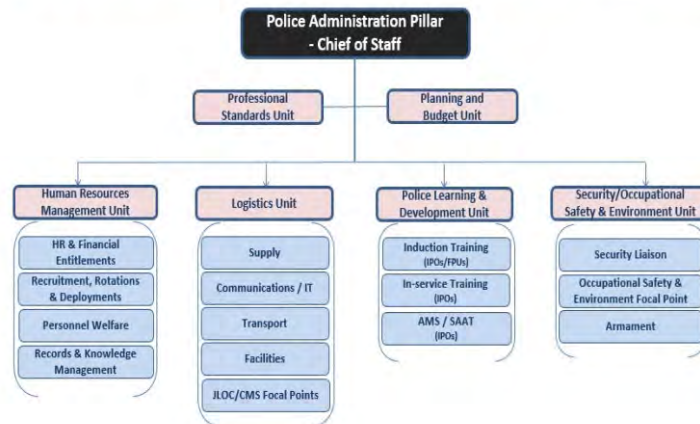 Police Administration Pillar
- Chief of Staff
Professional
Standards Unit
Planning and
Budget Unit
Human Resources
Management Unit
HR & Financial
Entitlements
Recruitment, Rotations
& Deployments
Personnel Welfare
Records & Knowledge
Management
Logistics Unit
Supply
Communications / IT
Transport
Facilities
JLOC/CMS Focal Points
Police Learning &
Development Unit
Induction Training
(IPOs/FPUs)
In-service Training
(IPOs)
AMS / SAAT
(IPOs)
Security/Occupational
Safety & Environment Unit
Security Liaison
Occupational Safety &
Environment Focal Point
Armament